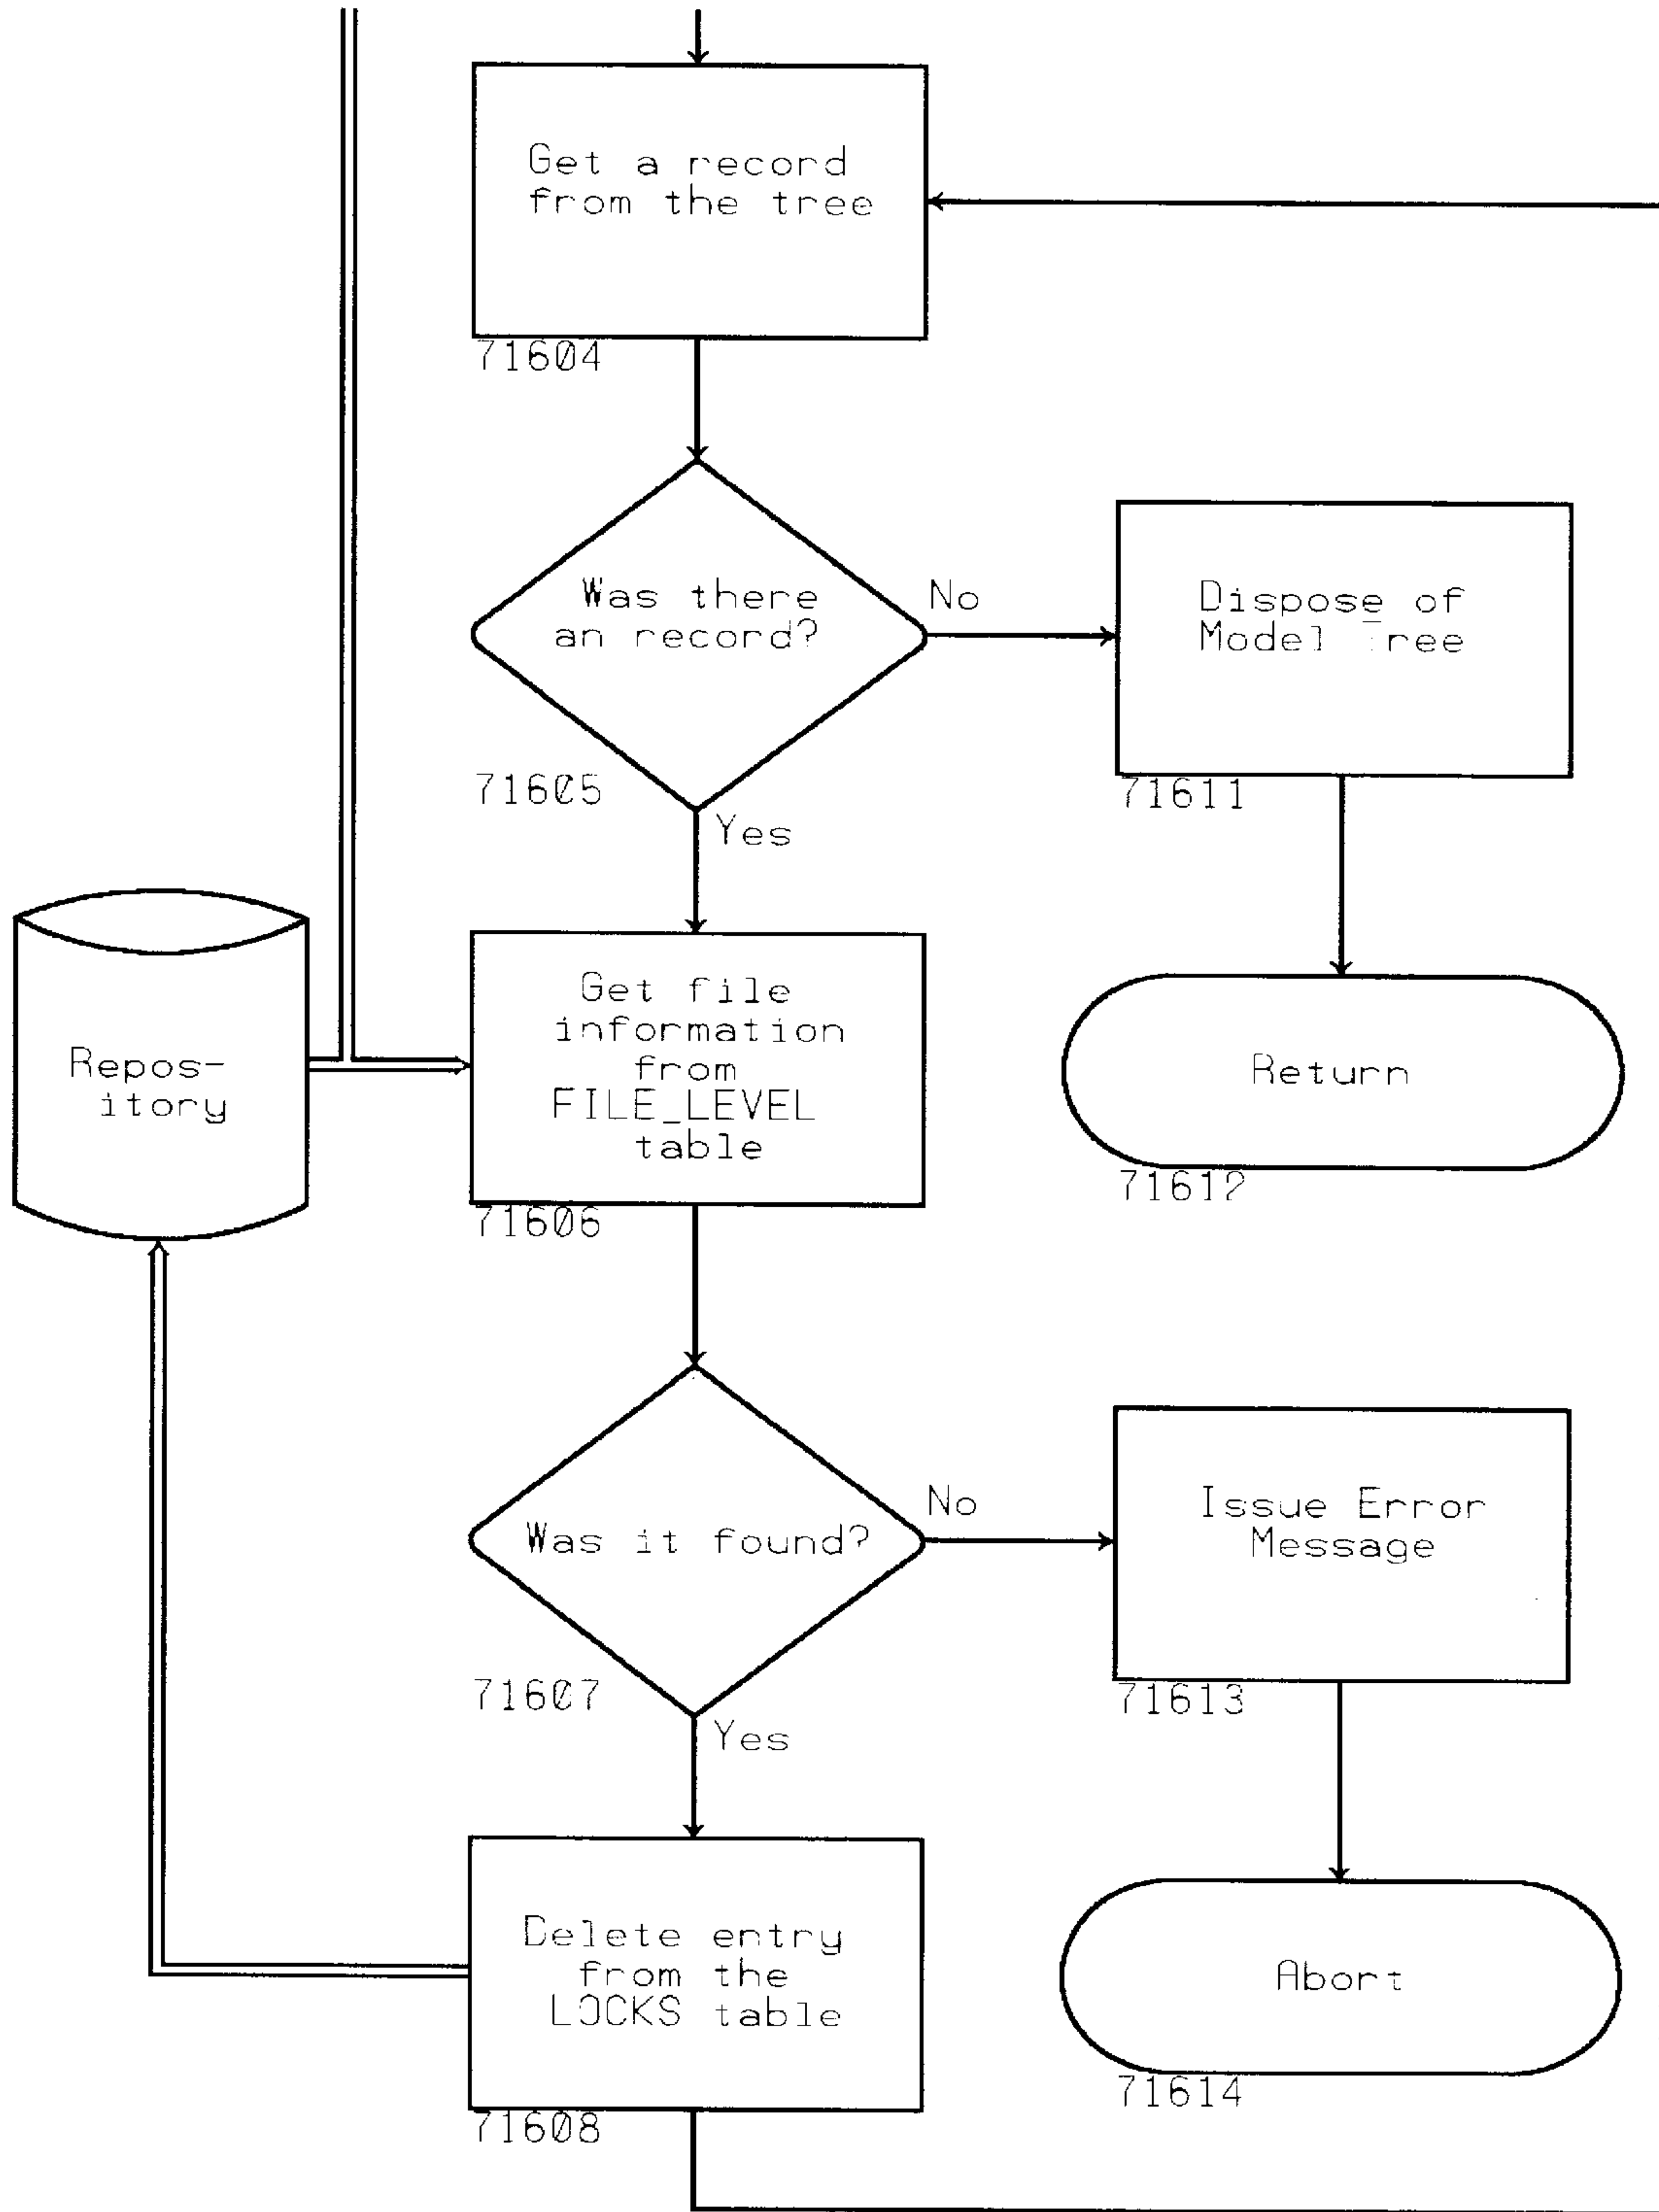 Get a record
from the tree
71604
Was there
an record?
71605
No
Dispose of
Model Tree
71611
Yes
Repos-
itory
Get file
information
from
FILE_LEVEL
table
71606
Return
71612
Was it found?
71607
No
Issue Error
Message
71613
Yes
Delete entry
from the
LOCKS table
71608
Abort
71614